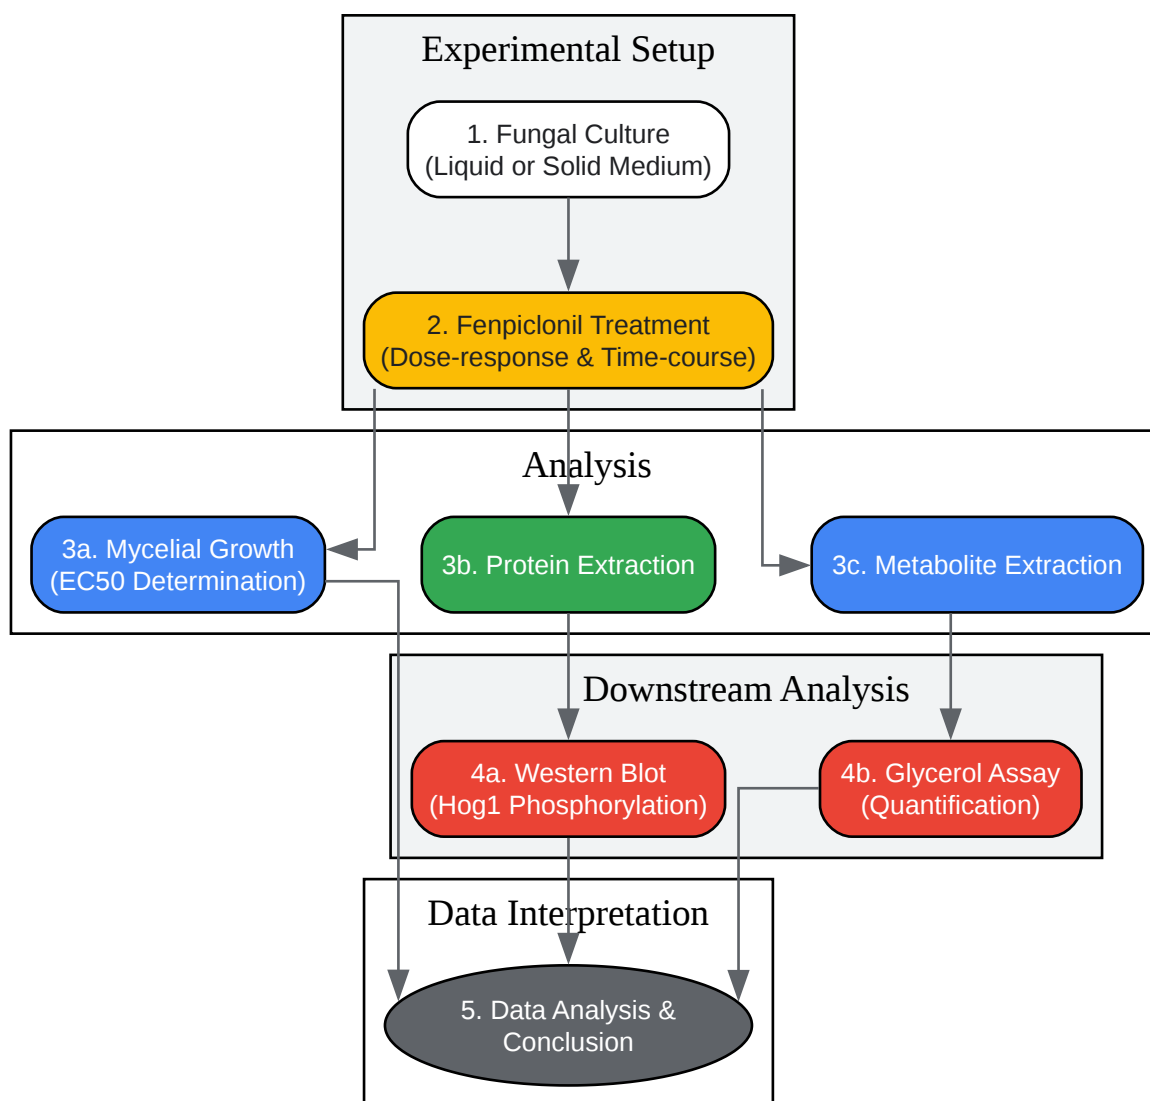 Experimental Setup
1. Fungal Culture
(Liquid or Solid Medium)
2. Fenpiclonil Treatment
(Dose-response & Time-course)
Analysis
3a. Mycelial Growth
(EC50 Determination)
3b. Protein Extraction
3c. Metabolite Extraction
Downstream Analysis
4a. Western Blot
(Hog1 Phosphorylation)
4b. Glycerol Assay
(Quantification)
Data Interpretation
5. Data Analysis &
Conclusion